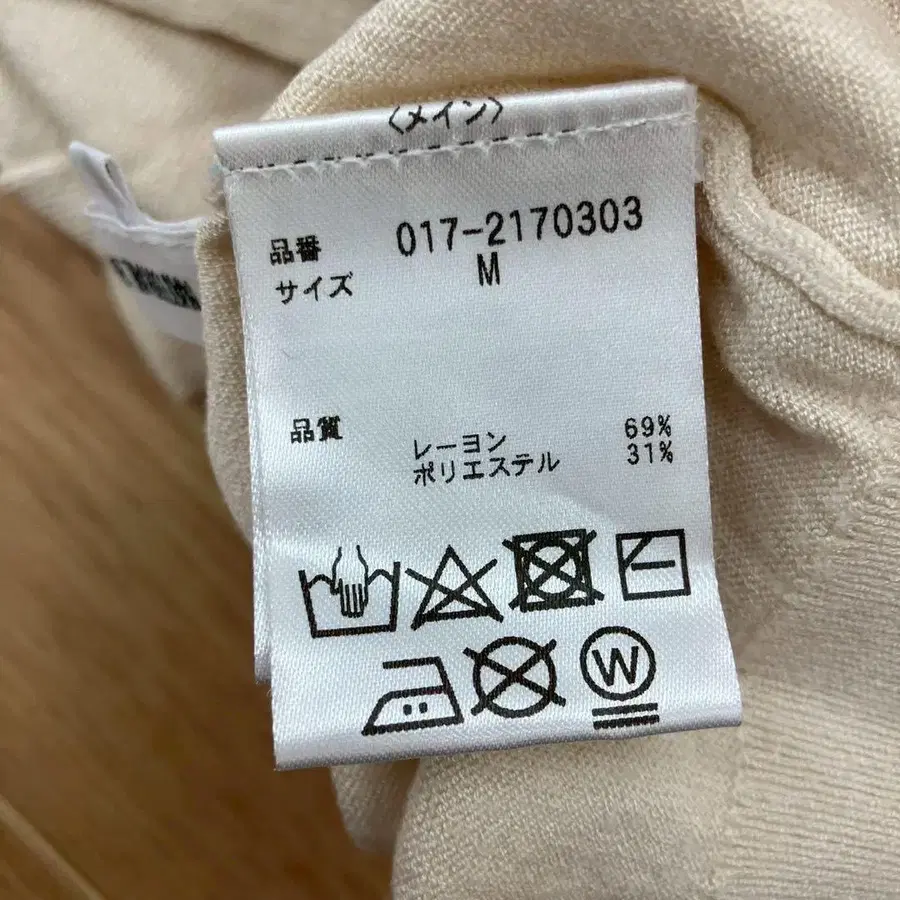 〈メイン〉
品番 017-2170303
サイズ M
品質 レーヨン 69%
ポリエステル 31%
W